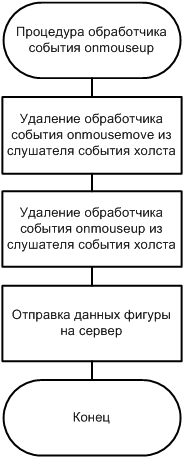 Процедура обработчика
события onmouseup
Удаление обработчика
события onmousemove из
слушателя события холста
Удаление обработчика
события onmouseup из
слушателя события холста
Отправка данных фигуры
на сервер
Конец